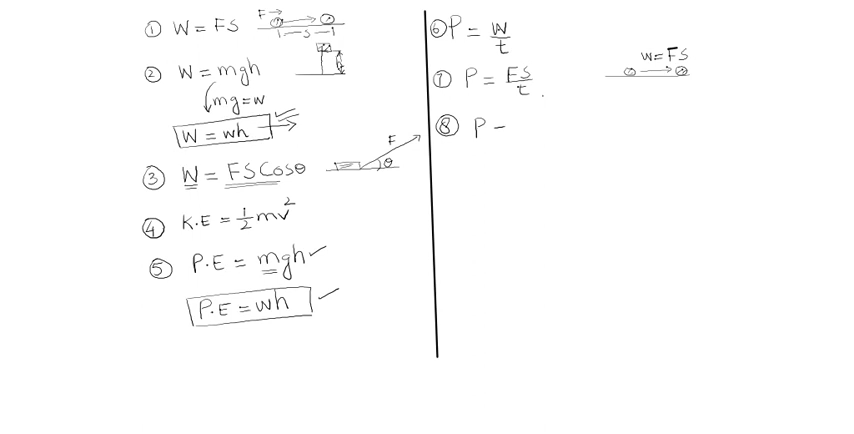 ① W = FS
F →
S
② W = mgh
mg = w
W = wh
③ W = FS Cosθ
F
θ
④ K.E = ½mv²
⑤ P.E = mgh
P.E = wh
⑥ P = W/t
⑦ P = FS/t
W = FS
⑧ P –